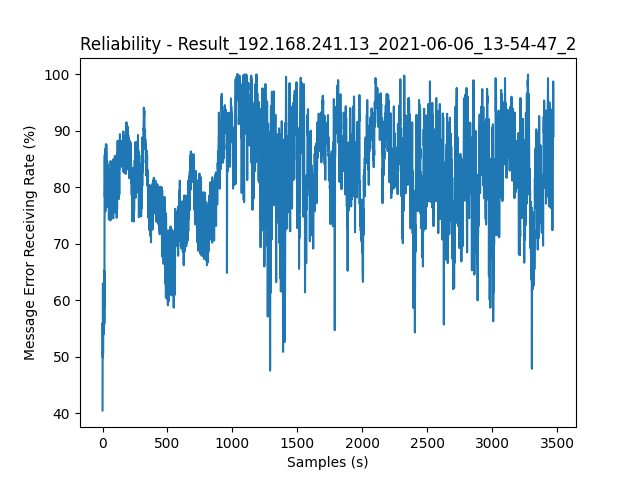 Reliability - Result_192.168.241.13_2021-06-06_13-54-47_2
100
90
80
70
60
50
40
Message Error Receiving Rate (%)
0 500 1000 1500 2000 2500 3000 3500
Samples (s)